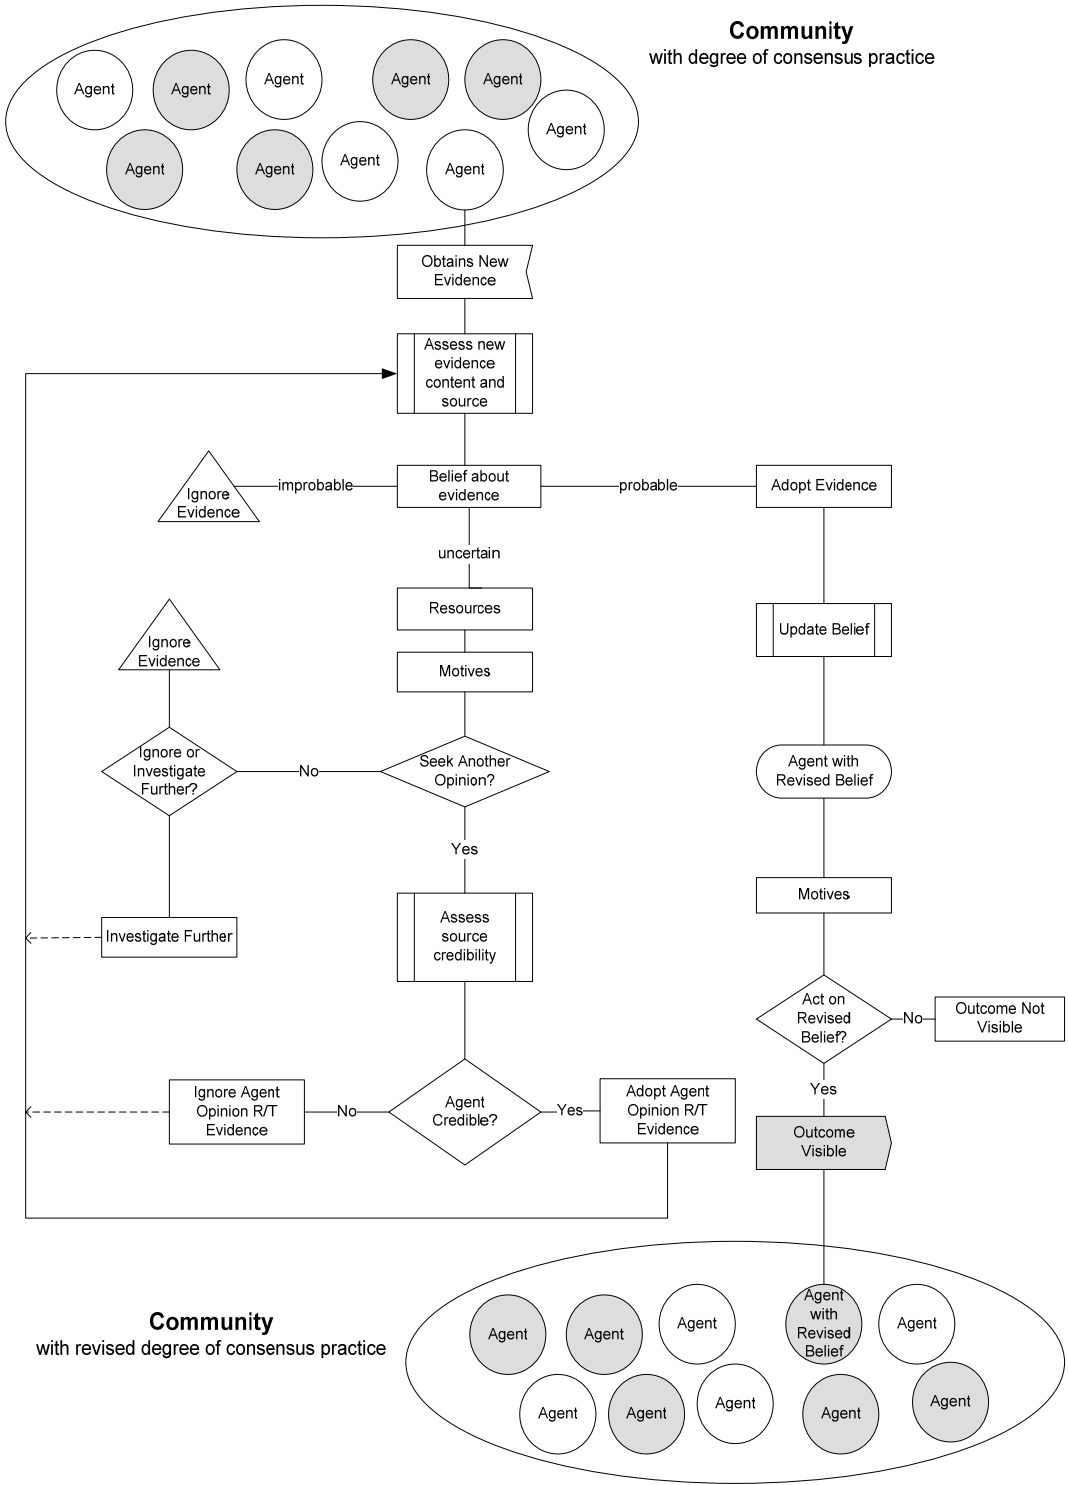 Community
with degree of consensus practice
Agent
Agent
Agent
Agent
Agent
Agent
Agent
Agent
Agent
Agent
Obtains New
Evidence
Assess new
evidence
content and
source
Ignore
Evidence
improbable
Belief about
evidence
probable
Adopt Evidence
uncertain
Resources
Update Belief
Ignore
Evidence
Motives
Ignore or
Investigate
Further?
No
Seek Another
Opinion?
Agent with
Revised Belief
Yes
Motives
Investigate Further
Assess
source
credibility
Act on
Revised
Belief?
No
Outcome Not
Visible
Yes
Ignore Agent
Opinion R/T
Evidence
No
Agent
Credible?
Yes
Adopt Agent
Opinion R/T
Evidence
Outcome
Visible
Community
with revised degree of consensus practice
Agent
Agent
Agent
Agent
with
Revised
Belief
Agent
Agent
Agent
Agent
Agent
Agent